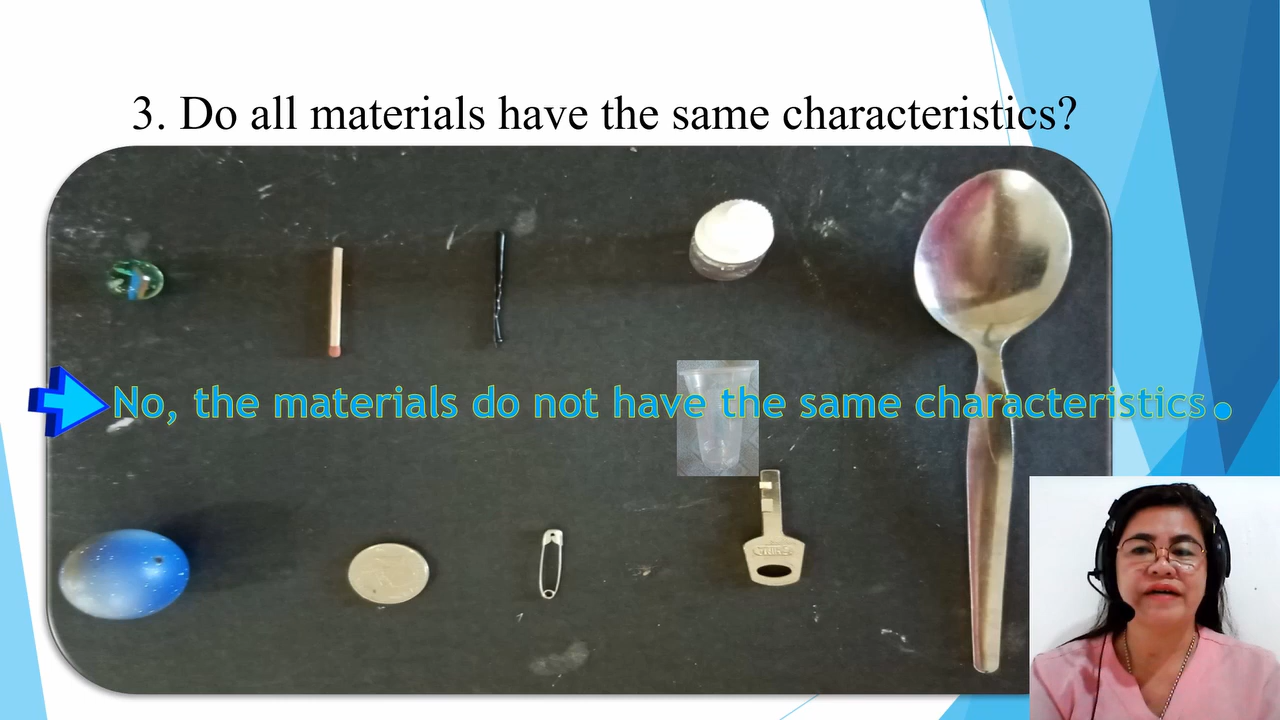 3. Do all materials have the same characteristics?
No, the materials do not have the same characteristics.